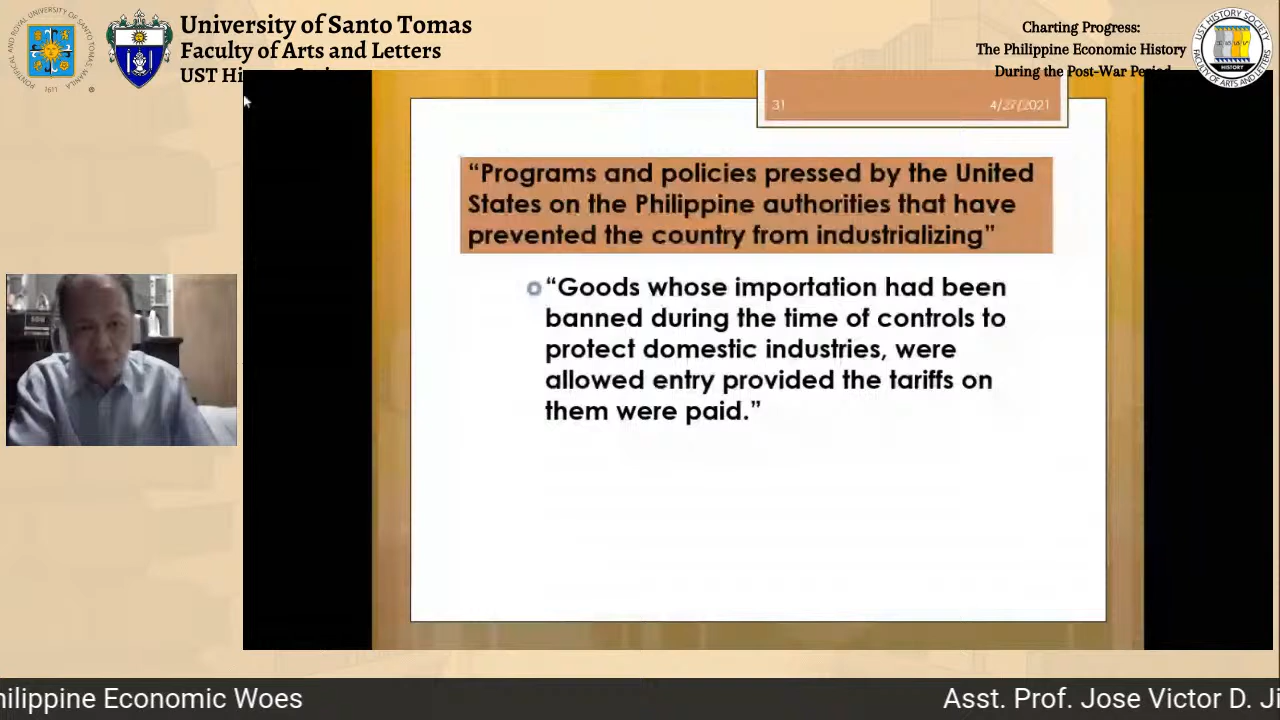 University of Santo Tomas
Faculty of Arts and Letters
UST Hi
Charting Progress:
The Philippine Economic History
During the Post-War Period
31
4/27/2021
“Programs and policies pressed by the United
States on the Philippine authorities that have
prevented the country from industrializing”
“Goods whose importation had been
banned during the time of controls to
protect domestic industries, were
allowed entry provided the tariffs on
them were paid.”
hilippine Economic Woes
Asst. Prof. Jose Victor D. Ji